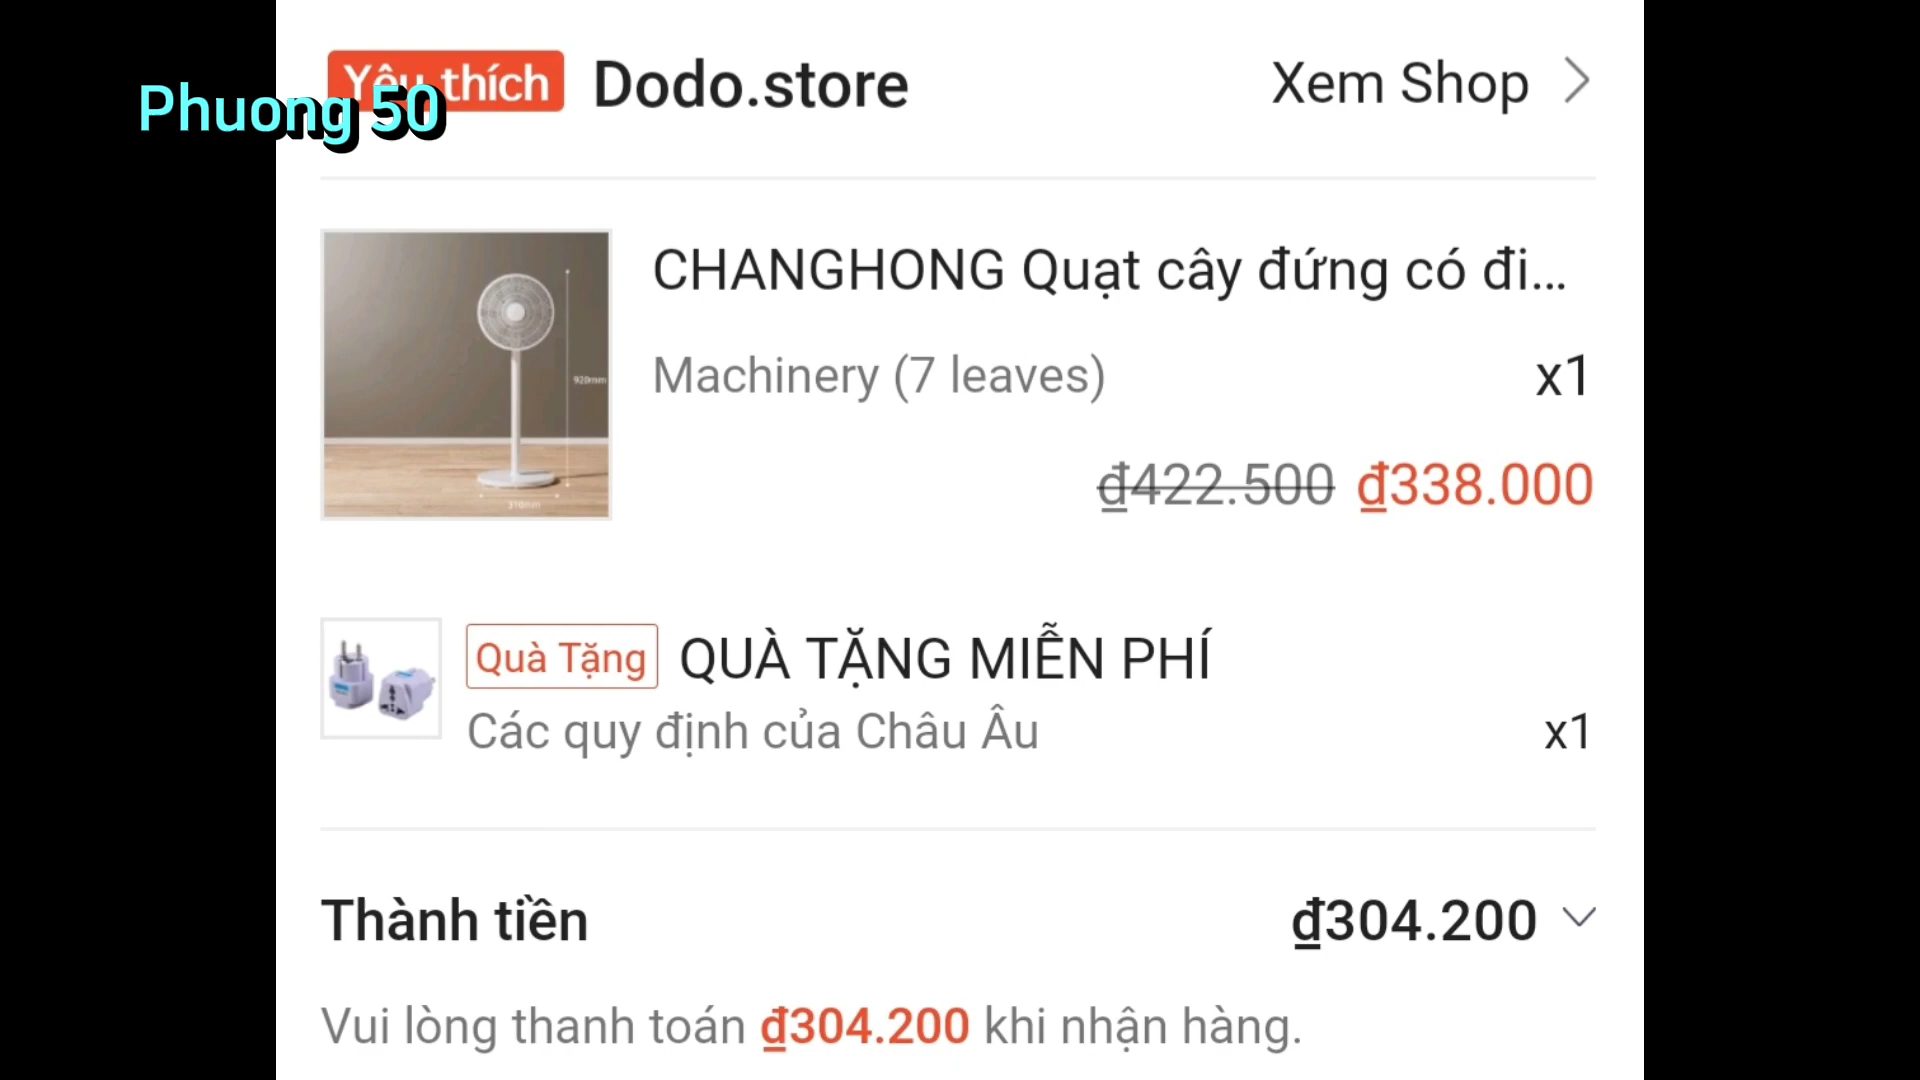 Yêu thích Dodo.store Xem Shop
Phuong 50
CHANGHONG Quạt cây đứng có đi...
Machinery (7 leaves) x1
920mm
₫422.500 ₫338.000
310mm
Quà Tặng QUÀ TẶNG MIỄN PHÍ
Các quy định của Châu Âu x1
Thành tiền ₫304.200
Vui lòng thanh toán ₫304.200 khi nhận hàng.